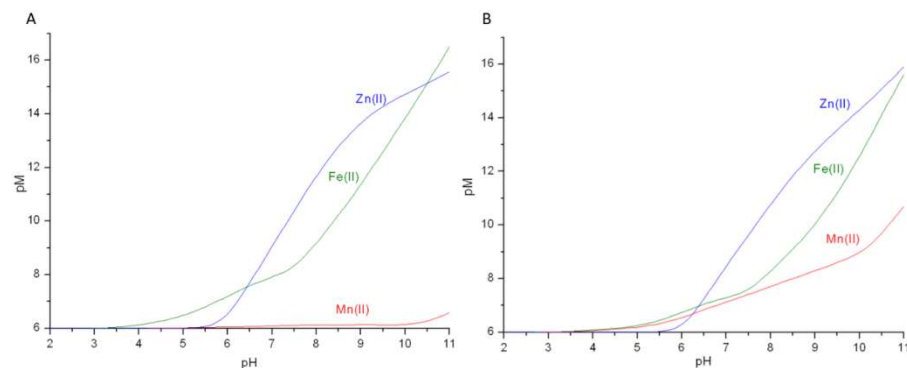 A
B
16
14
12
10
8
6
pM
Zn(II)
Fe(II)
Mn(II)
2 3 4 5 6 7 8 9 10 11
pH
16
14
12
10
8
6
pM
Zn(II)
Fe(II)
Mn(II)
2 3 4 5 6 7 8 9 10 11
pH